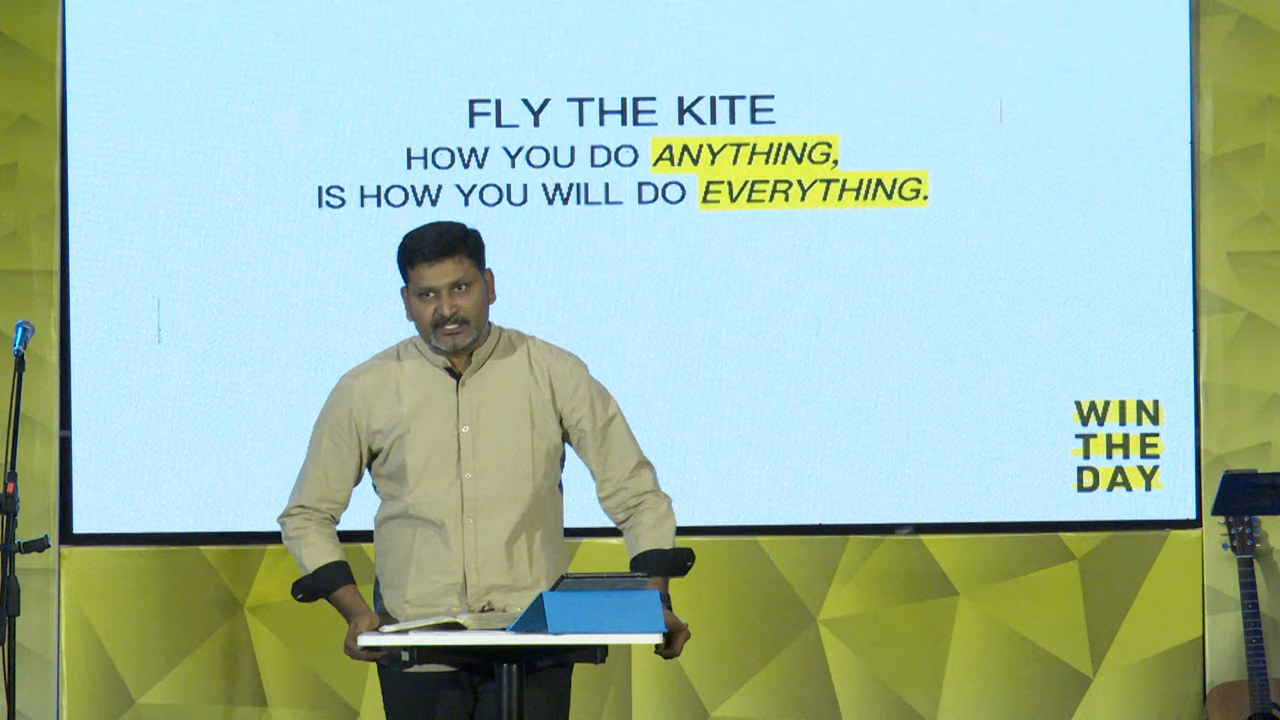 FLY THE KITE
HOW YOU DO ANYTHING,
IS HOW YOU WILL DO EVERYTHING.
WIN
THE
DAY